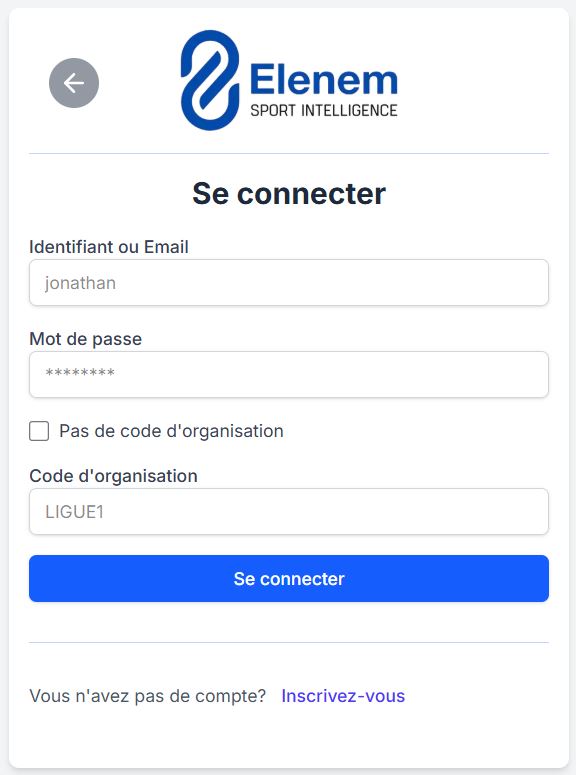 Elenem
SPORT INTELLIGENCE
Se connecter
Identifiant ou Email
jonathan
Mot de passe
********
Pas de code d'organisation
Code d'organisation
LIGUE1
Se connecter
Vous n'avez pas de compte? Inscrivez-vous